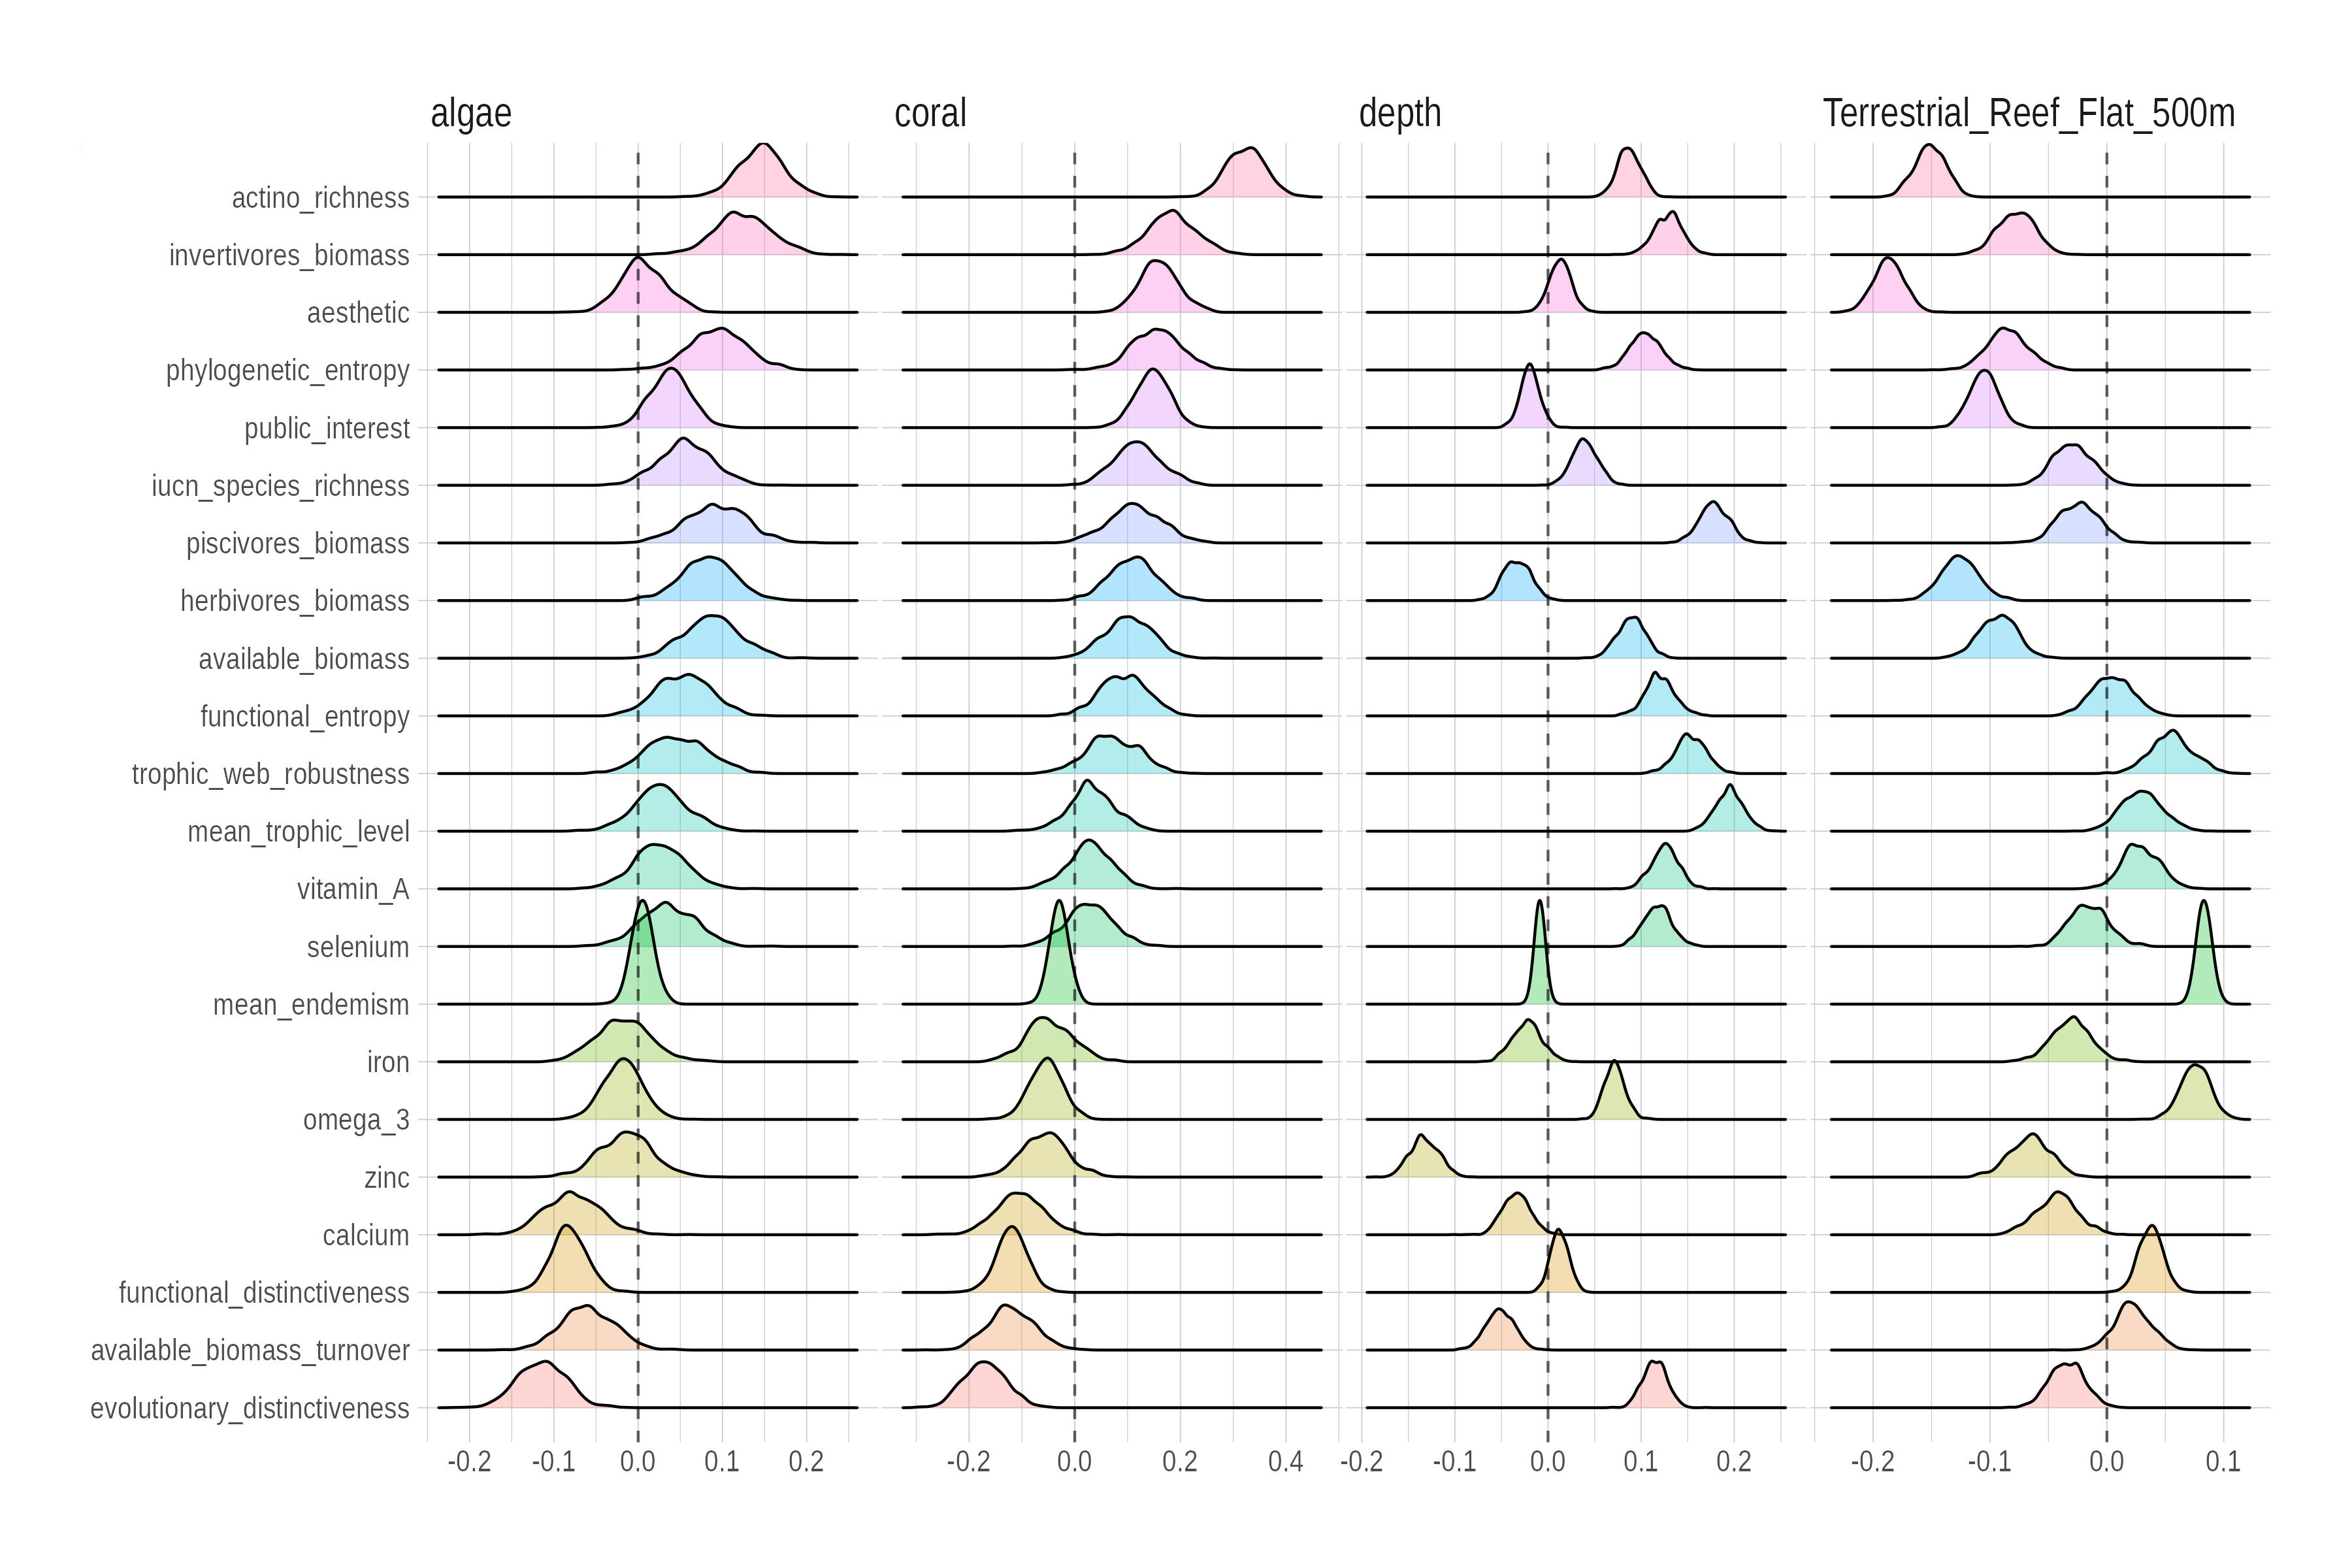 algae coral depth Terrestrial_Reef_Flat_500m
actino_richness
invertivores_biomass
aesthetic
phylogenetic_entropy
public_interest
iucn_species_richness
piscivores_biomass
herbivores_biomass
available_biomass
functional_entropy
trophic_web_robustness
mean_trophic_level
vitamin_A
selenium
mean_endemism
iron
omega_3
zinc
calcium
functional_distinctiveness
available_biomass_turnover
evolutionary_distinctiveness
-0.2 -0.1 0.0 0.1 0.2 -0.2 0.0 0.2 0.4 -0.2 -0.1 0.0 0.1 0.2 -0.2 -0.1 0.0 0.1